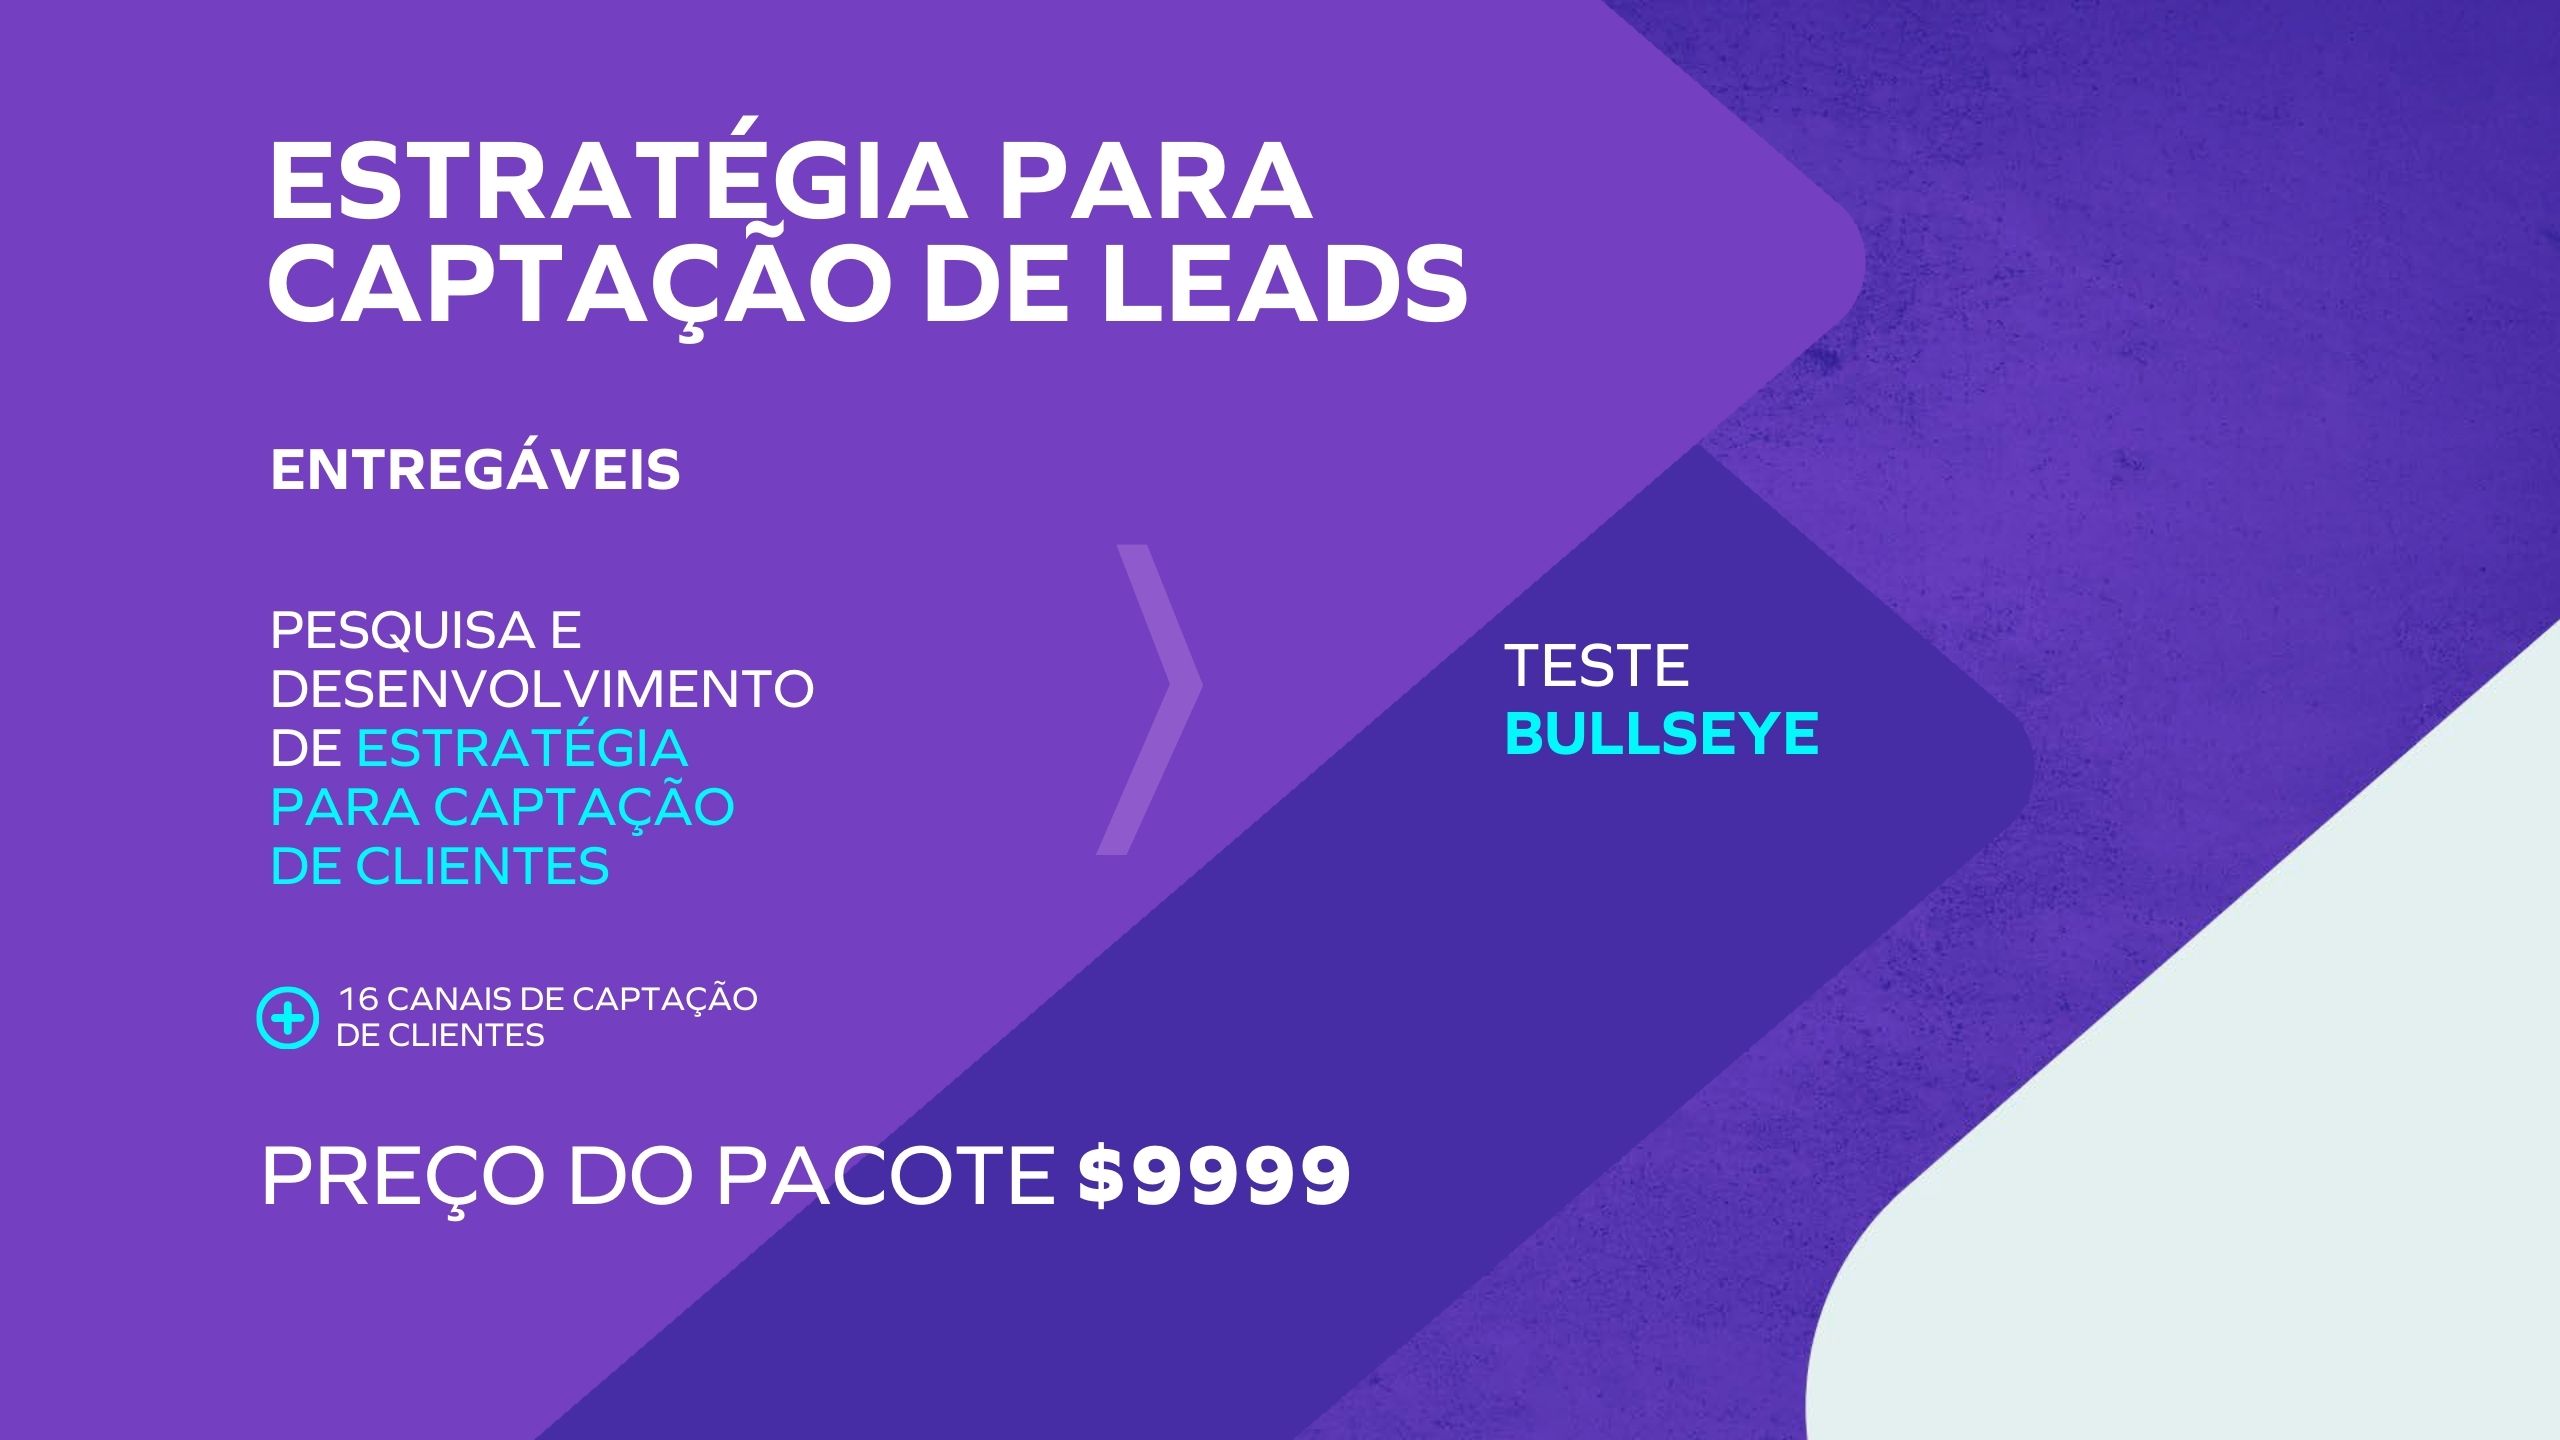 ESTRATÉGIA PARA
CAPTAÇÃO DE LEADS
ENTREGÁVEIS
PESQUISA E
DESENVOLVIMENTO
DE ESTRATÉGIA
PARA CAPTAÇÃO
DE CLIENTES
16 CANAIS DE CAPTAÇÃO
DE CLIENTES
TESTE
BULLSEYE
PREÇO DO PACOTE $9999